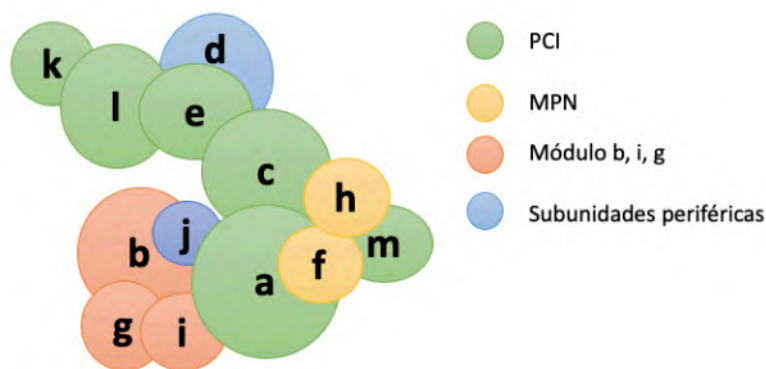 k
l
e
d
c
h
m
f
a
j
b
g
i
PCI
MPN
Módulo b, i, g
Subunidades periféricas